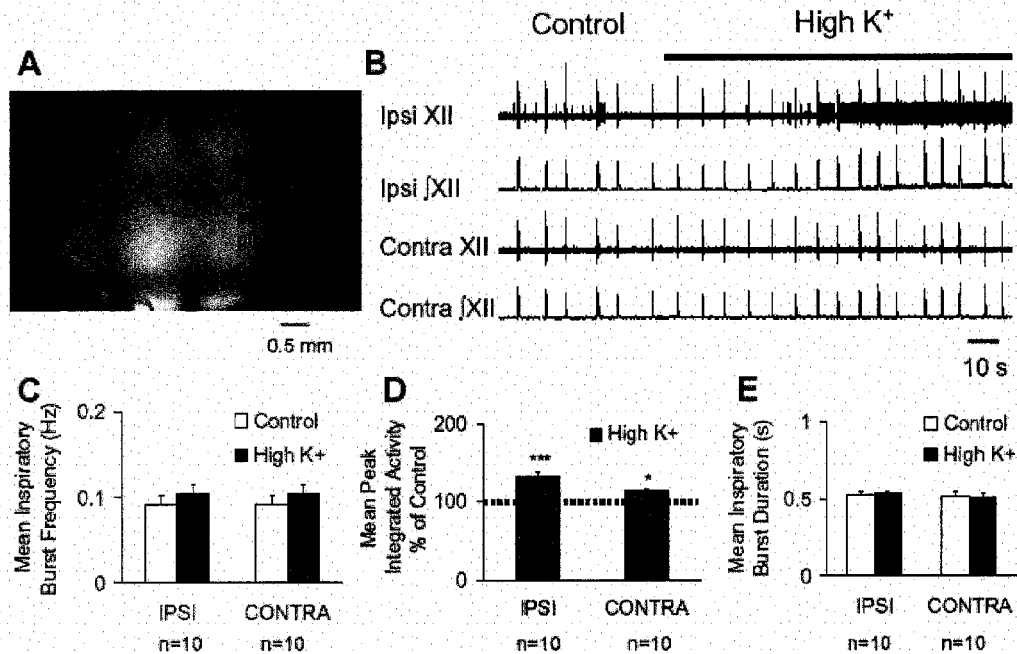 Control
High K+
A
B
Ipsi XII
Ipsi ∫XII
Contra XII
Contra ∫XII
0.5 mm
10 s
C
Mean Inspiratory
Burst Frequency (Hz)
0.2
0.1
0
Control
High K+
IPSI
CONTRA
n=10
n=10
D
Mean Peak
Integrated Activity
% of Control
200
100
0
High K+
***
*
IPSI
CONTRA
n=10
n=10
E
Mean Inspiratory
Burst Duration (s)
1
0.5
0
Control
High K+
IPSI
CONTRA
n=10
n=10